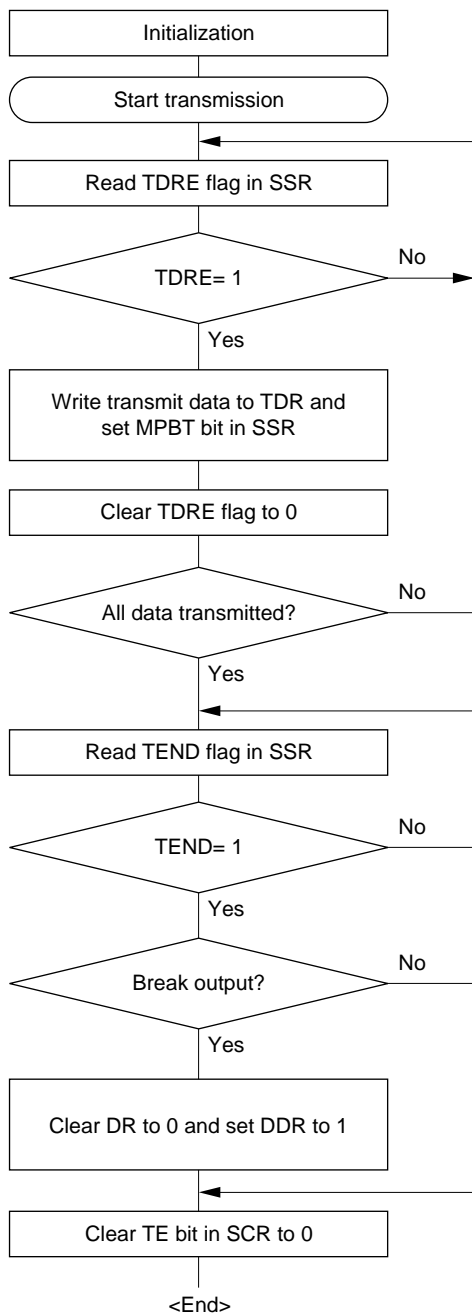 Initialization
Start transmission
Read TDRE flag in SSR
TDRE= 1
No
Yes
Write transmit data to TDR and
set MPBT bit in SSR
Clear TDRE flag to 0
All data transmitted?
No
Yes
Read TEND flag in SSR
TEND= 1
No
Yes
Break output?
No
Yes
Clear DR to 0 and set DDR to 1
Clear TE bit in SCR to 0
<End>